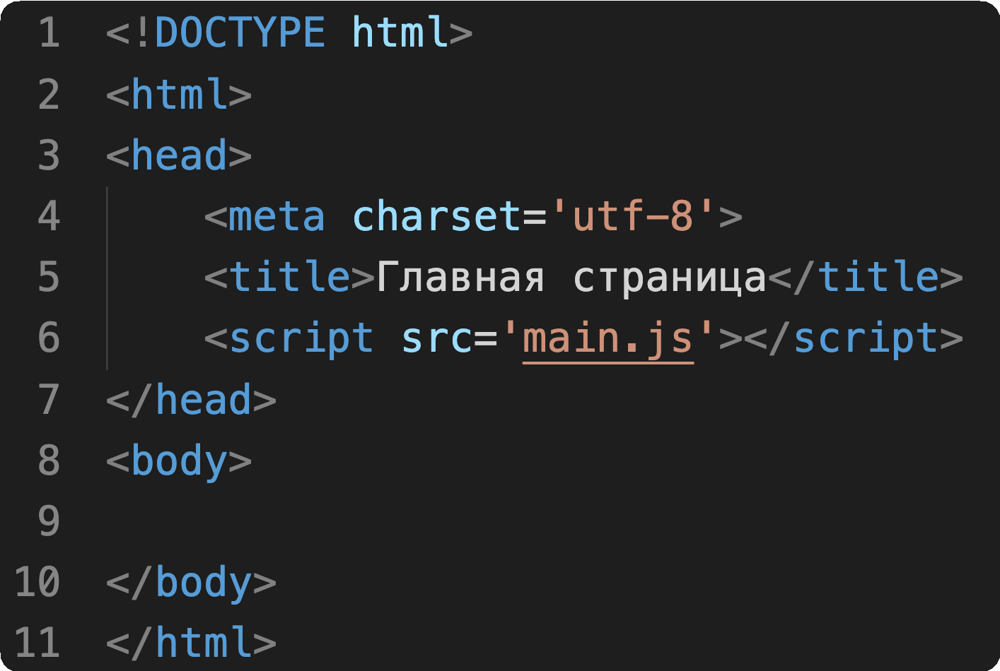 1 <!DOCTYPE html>
2 <html>
3 <head>
4 <meta charset='utf-8'>
5 <title>Главная страница</title>
6 <script src='main.js'></script>
7 </head>
8 <body>
9
10 </body>
11 </html>